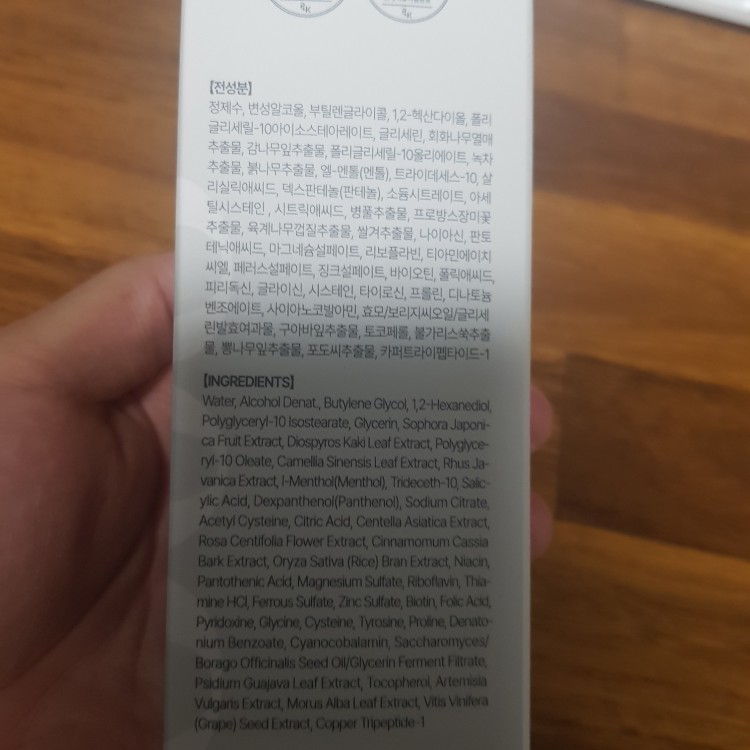 【전성분】
정제수, 변성알코올, 부틸렌글라이콜, 1,2-헥산다이올, 폴리
글리세릴-10아이소스테아레이트, 글리세린, 회화나무열매
추출물, 감나무잎추출물, 폴리글리세릴-10올리에이트, 녹차
추출물, 붉나무추출물, 엘-멘톨(멘톨), 트라이데세스-10, 살
리실릭애씨드, 덱스판테놀(판테놀), 소듐시트레이트, 아세
틸시스테인 , 시트릭애씨드, 병풀추출물, 프로방스장미꽃
추출물, 육계나무껍질추출물, 쌀겨추출물, 나이아신, 판토
테닉애씨드, 마그네슘설페이트, 리보플라빈, 티아민에이치
씨엘, 페러스설페이트, 징크설페이트, 바이오틴, 폴릭애씨드,
피리독신, 글라이신, 시스테인, 타이로신, 프롤린, 디나토늄
벤조에이트, 사이아노코발아민, 효모/보리지씨오일/글리세
린발효여과물, 구아바잎추출물, 토코페롤, 불가리스쑥추출
물, 뽕나무잎추출물, 포도씨추출물, 카퍼트라이펩타이드-1
【INGREDIENTS】
Water, Alcohol Denat., Butylene Glycol, 1,2-Hexanediol,
Polyglyceryl-10 Isostearate, Glycerin, Sophora Japoni-
ca Fruit Extract, Diospyros Kaki Leaf Extract, Polyglyce-
ryl-10 Oleate, Camellia Sinensis Leaf Extract, Rhus Ja-
vanica Extract, l-Menthol(Menthol), Trideceth-10, Salic-
ylic Acid, Dexpanthenol(Panthenol), Sodium Citrate,
Acetyl Cysteine, Citric Acid, Centella Asiatica Extract,
Rosa Centifolia Flower Extract, Cinnamomum Cassia
Bark Extract, Oryza Sativa (Rice) Bran Extract, Niacin,
Pantothenic Acid, Magnesium Sulfate, Riboflavin, Thia-
mine HCl, Ferrous Sulfate, Zinc Sulfate, Biotin, Folic Acid,
Pyridoxine, Glycine, Cysteine, Tyrosine, Proline, Denato-
nium Benzoate, Cyanocobalamin, Saccharomyces/
Borago Officinalis Seed Oil/Glycerin Ferment Filtrate,
Psidium Guajava Leaf Extract, Tocopherol, Artemisia
Vulgaris Extract, Morus Alba Leaf Extract, Vitis Vinifera
(Grape) Seed Extract, Copper Tripeptide-1